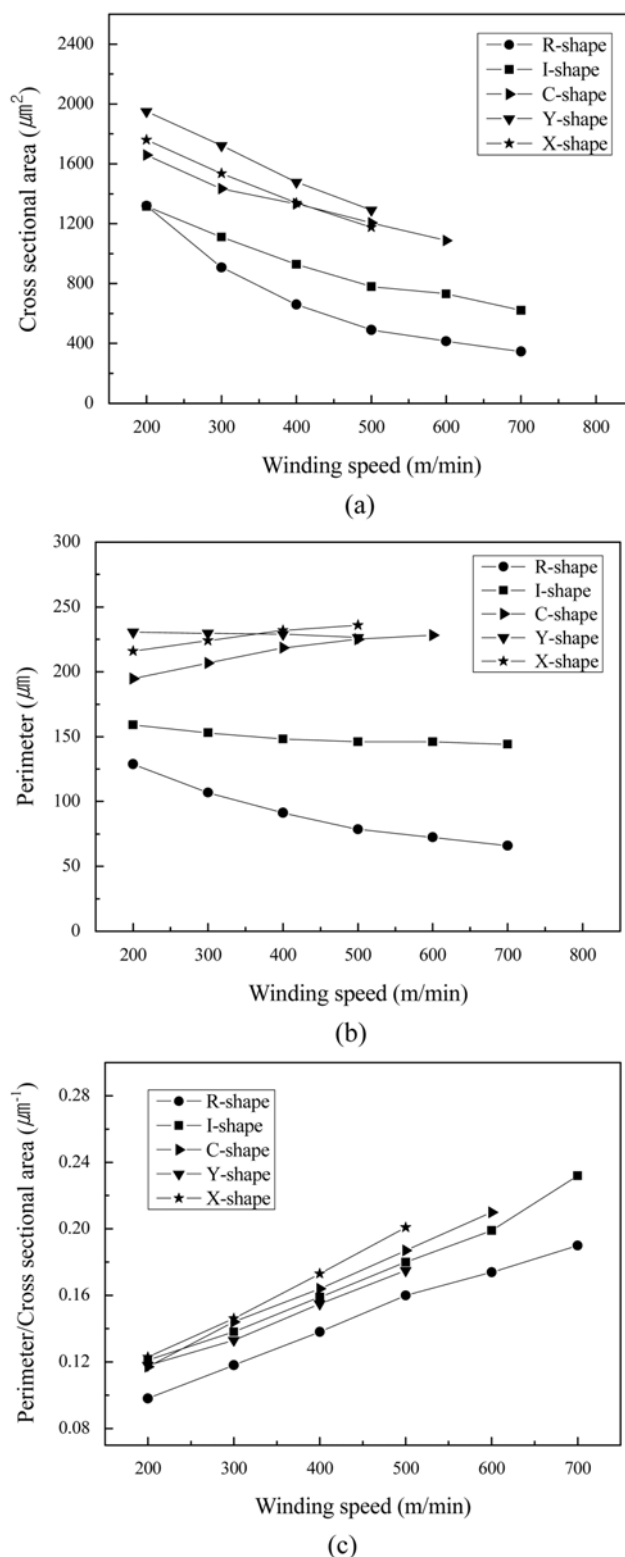 2400
2000
1600
1200
800
400
0
Cross sectional area (㎛²)
R-shape
I-shape
C-shape
Y-shape
X-shape
200 300 400 500 600 700 800
Winding speed (m/min)
(a)
300
250
200
150
100
50
0
Perimeter (㎛)
R-shape
I-shape
C-shape
Y-shape
X-shape
200 300 400 500 600 700 800
Winding speed (m/min)
(b)
0.28
0.24
0.20
0.16
0.12
0.08
Perimeter/Cross sectional area (㎛⁻¹)
R-shape
I-shape
C-shape
Y-shape
X-shape
200 300 400 500 600 700
Winding speed (m/min)
(c)